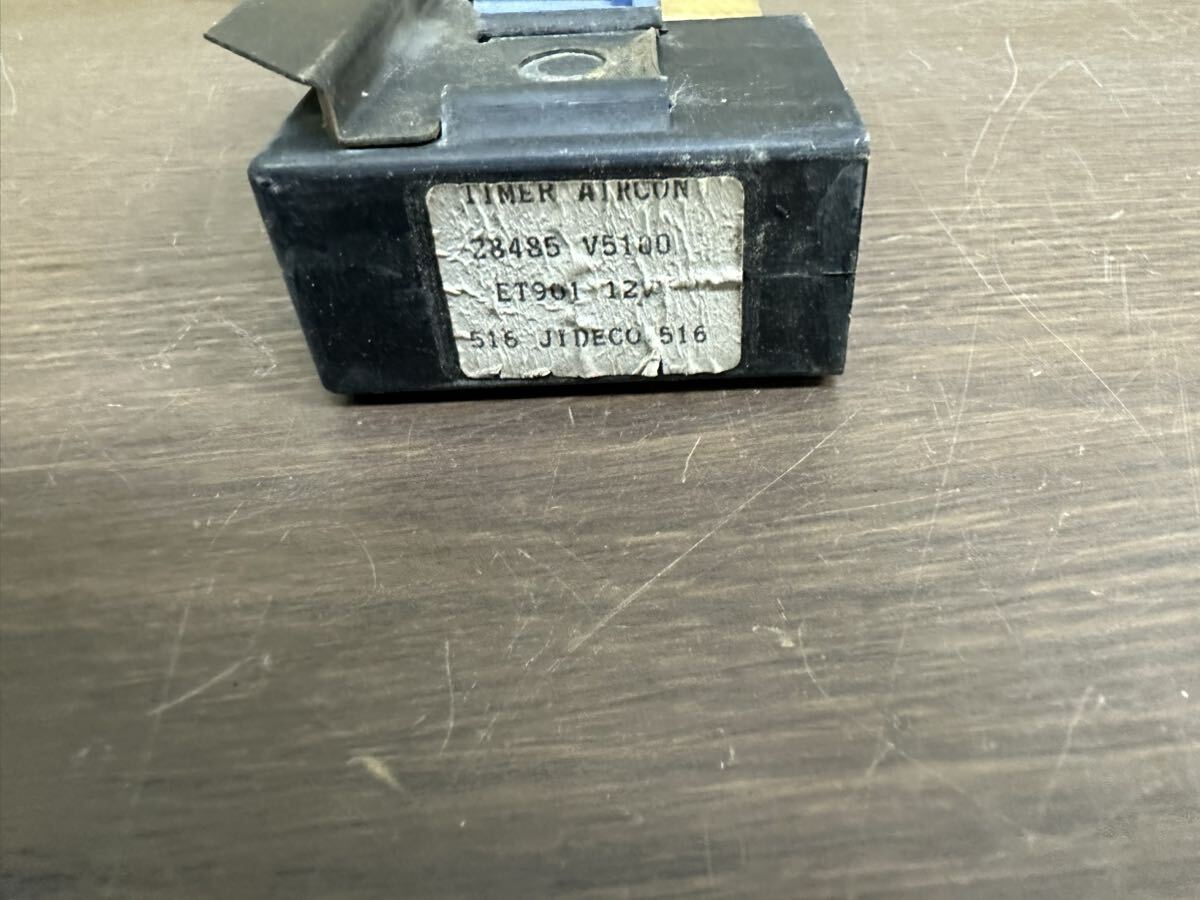 TIMER AIRCON
28485 V5100
ET901 12V
516 JIDECO 516